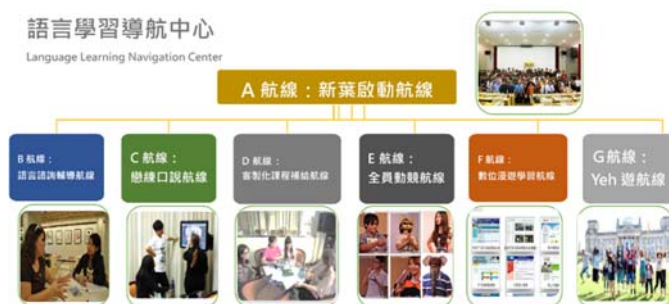 語言學習導航中心
Language Learning Navigation Center
A 航線：新葉啟動航線
B 航線：
語言諮詢輔導航線
C 航線：
戀練口說航線
D 航線：
客製化課程補給航線
E 航線：
全員動競航線
F航線：
數位漫遊學習航線
G航線：
Yeh 遊航線